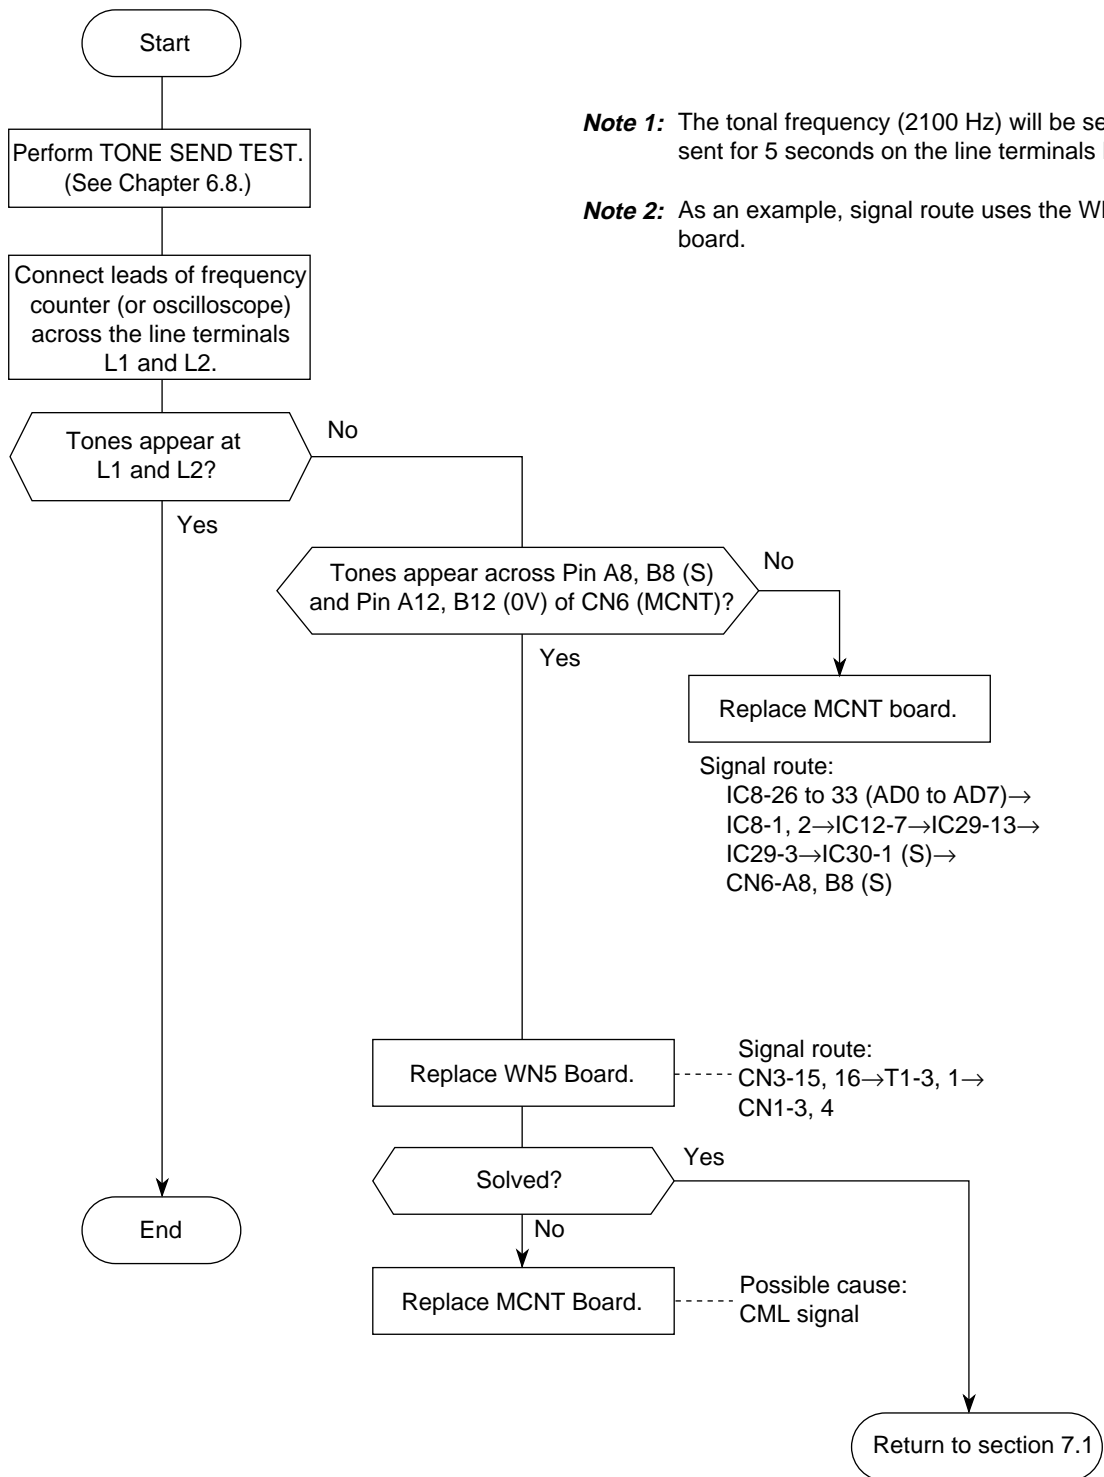 Start
Perform TONE SEND TEST.
(See Chapter 6.8.)
Note 1: The tonal frequency (2100 Hz) will be
sent for 5 seconds on the line terminals
Note 2: As an example, signal route uses the
board.
Connect leads of frequency
counter (or oscilloscope)
across the line terminals
L1 and L2.
Tones appear at
L1 and L2?
No
Yes
Tones appear across Pin A8, B8 (S)
and Pin A12, B12 (0V) of CN6 (MCNT)?
No
Yes
Replace MCNT board.
Signal route:
IC8-26 to 33 (AD0 to AD7)→
IC8-1, 2→IC12-7→IC29-13→
IC29-3→IC30-1 (S)→
CN6-A8, B8 (S)
Replace WN5 Board.
Signal route:
CN3-15, 16→T1-3, 1→
CN1-3, 4
Solved?
Yes
No
End
Replace MCNT Board.
Possible cause:
CML signal
Return to section 7.1